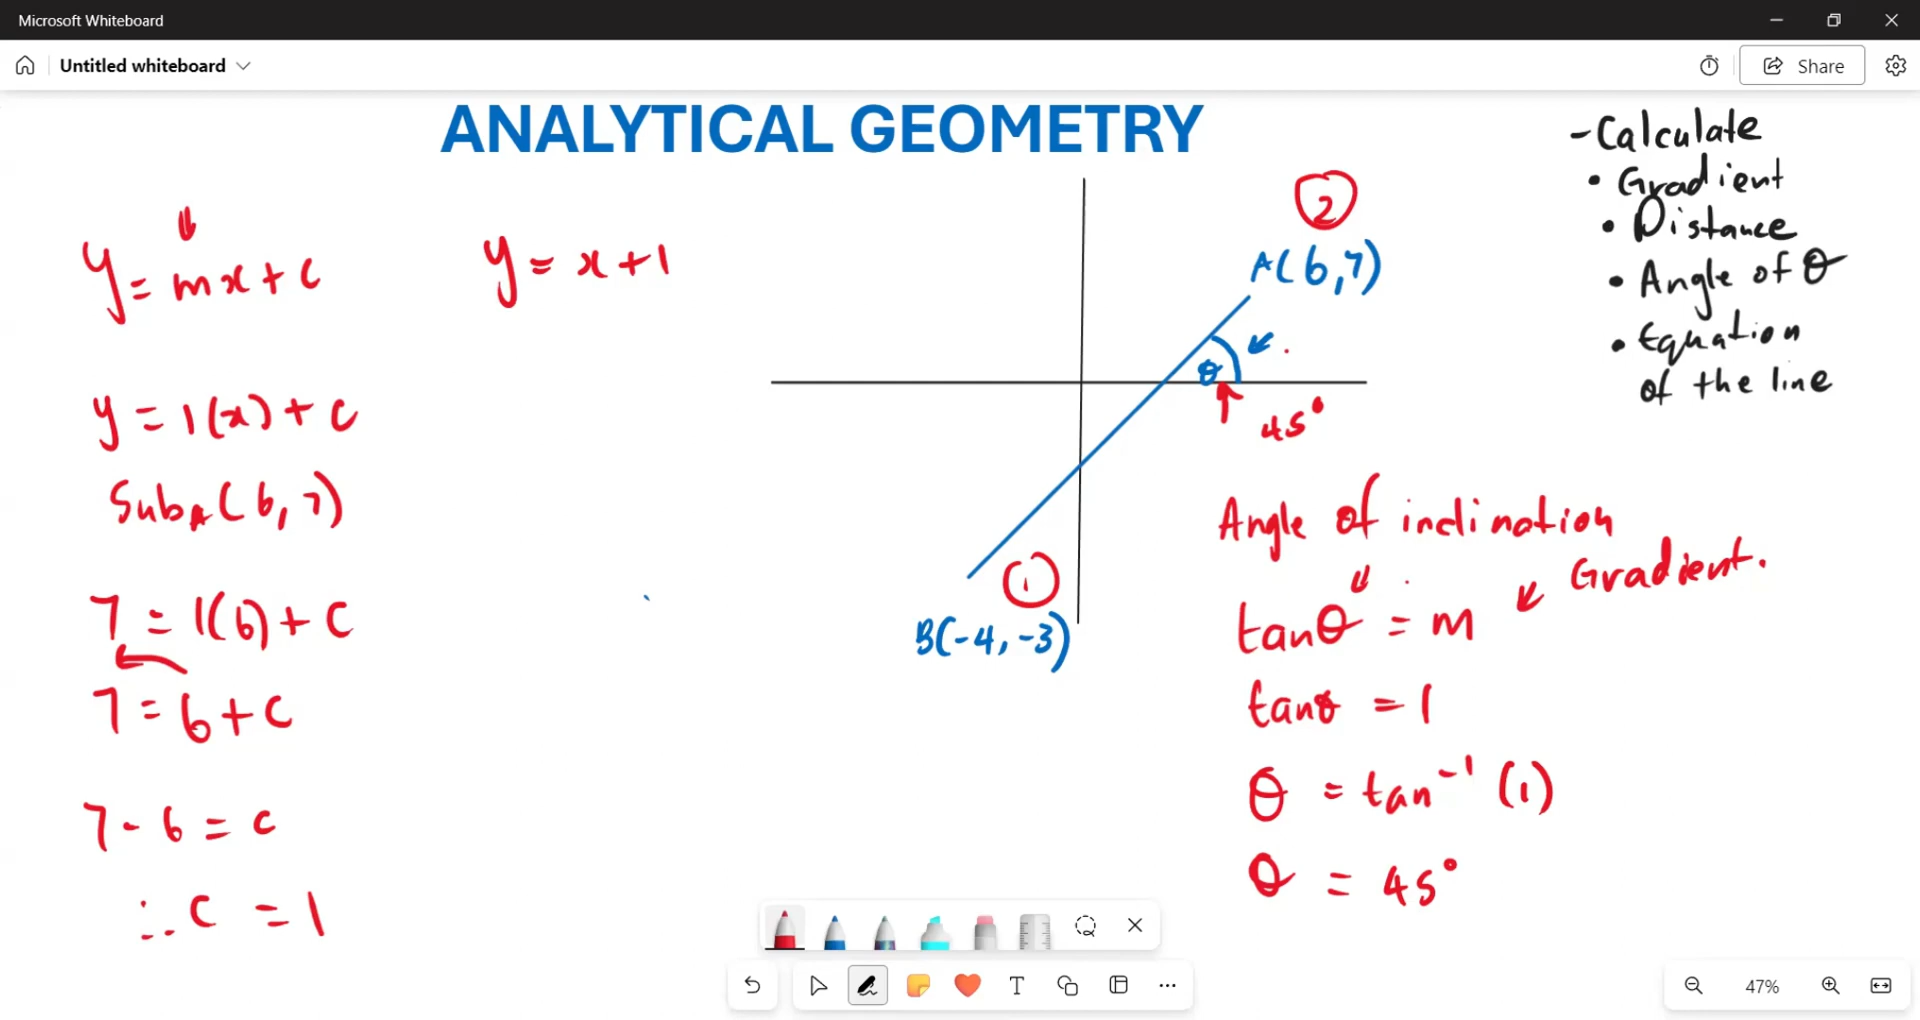 Microsoft Whiteboard
Untitled whiteboard
Share
ANALYTICAL GEOMETRY
y = mx + c
y = x + 1
y = 1(x) + c
Sub A(6, 7)
7 = 1(6) + c
7 = 6 + c
7 - 6 = c
∴ c = 1
2
A(6,7)
θ
45°
1
B(-4, -3)
- Calculate
• Gradient
• Distance
• Angle of θ
• Equation
of the line
Angle of inclination
Gradient.
tanθ = m
tanθ = 1
θ = tan⁻¹ (1)
θ = 45°
47%